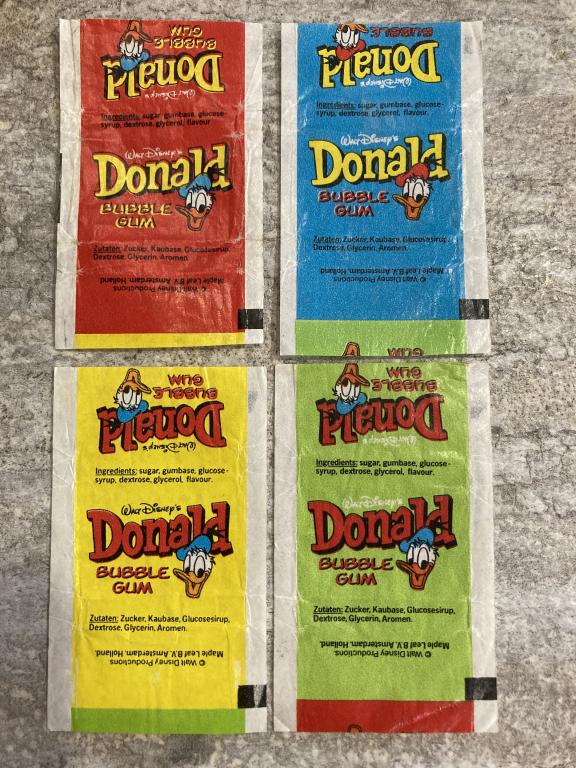 BUBBLE
GUM
Donald
Walt Disney's
Ingredients: sugar, gumbase, glucose-
syrup, dextrose, glycerol, flavour
Walt Disney's
Donald
BUBBLE
GUM
Zutaten: Zucker, Kaubase, Glucosesirup,
Dextrose, Glycerin, Aromen.
© Walt Disney Productions
Maple Leaf B.V. Amsterdam. Holland
BUBBLE
Donald
Walt Disney's
Ingredients: sugar, gumbase, glucose-
syrup, dextrose, glycerol, flavour.
Walt Disney's
Donald
BUBBLE
GUM
Zutaten: Zucker, Kaubase, Glucosesirup,
Dextrose, Glycerin, Aromen.
© Walt Disney Productions
Maple Leaf B.V. Amsterdam. Holland
BUBBLE
GUM
Donald
Walt Disney's
Ingredients: sugar, gumbase, glucose-
syrup, dextrose, glycerol, flavour.
Walt Disney's
Donald
BUBBLE
GUM
Zutaten: Zucker, Kaubase, Glucosesirup,
Dextrose, Glycerin, Aromen.
© Walt Disney Productions
Maple Leaf B.V. Amsterdam. Holland.
GUM
BUBBLE
GUM
Donald
Walt Disney's
Ingredients: sugar, gumbase, glucose-
syrup, dextrose, glycerol, flavour.
Walt Disney's
Donald
BUBBLE
GUM
Zutaten: Zucker, Kaubase, Glucosesirup,
Dextrose, Glycerin, Aromen.
© Walt Disney Productions.
Maple Leaf B.V. Amsterdam. Holland.